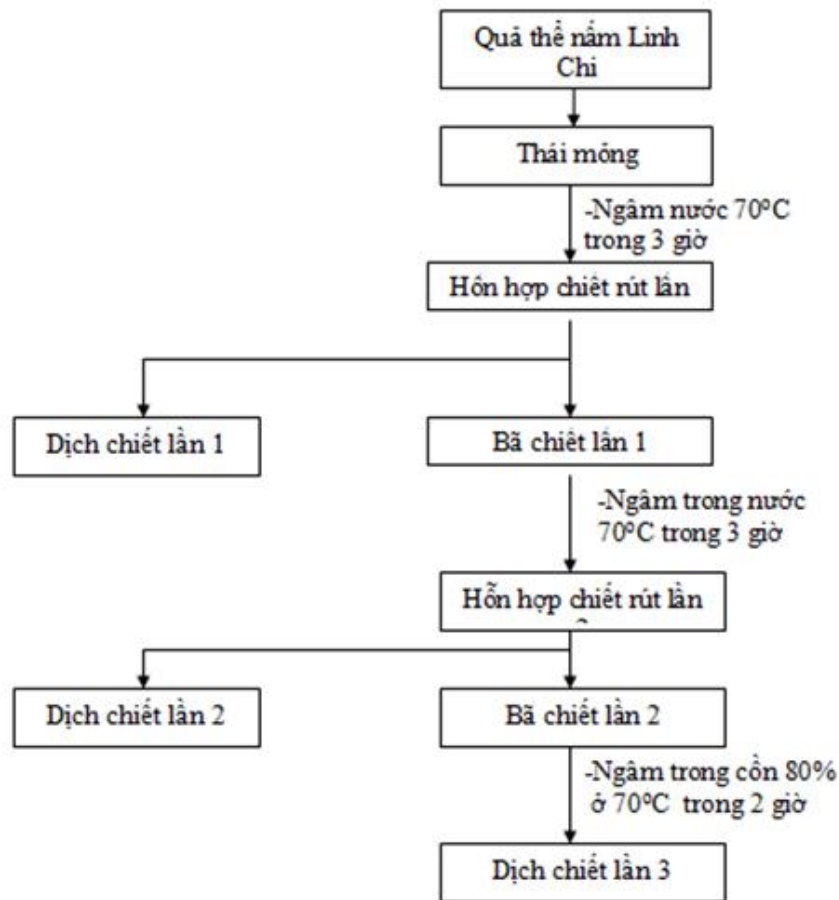 Quả thể nấm Linh
Chi
Thái mỏng
-Ngâm nước 70ºC
trong 3 giờ
Hỗn hợp chiết rút lần
Dịch chiết lần 1
Bã chiết lần 1
-Ngâm trong nước
70ºC trong 3 giờ
Hỗn hợp chiết rút lần
Dịch chiết lần 2
Bã chiết lần 2
-Ngâm trong cồn 80%
ở 70ºC trong 2 giờ
Dịch chiết lần 3